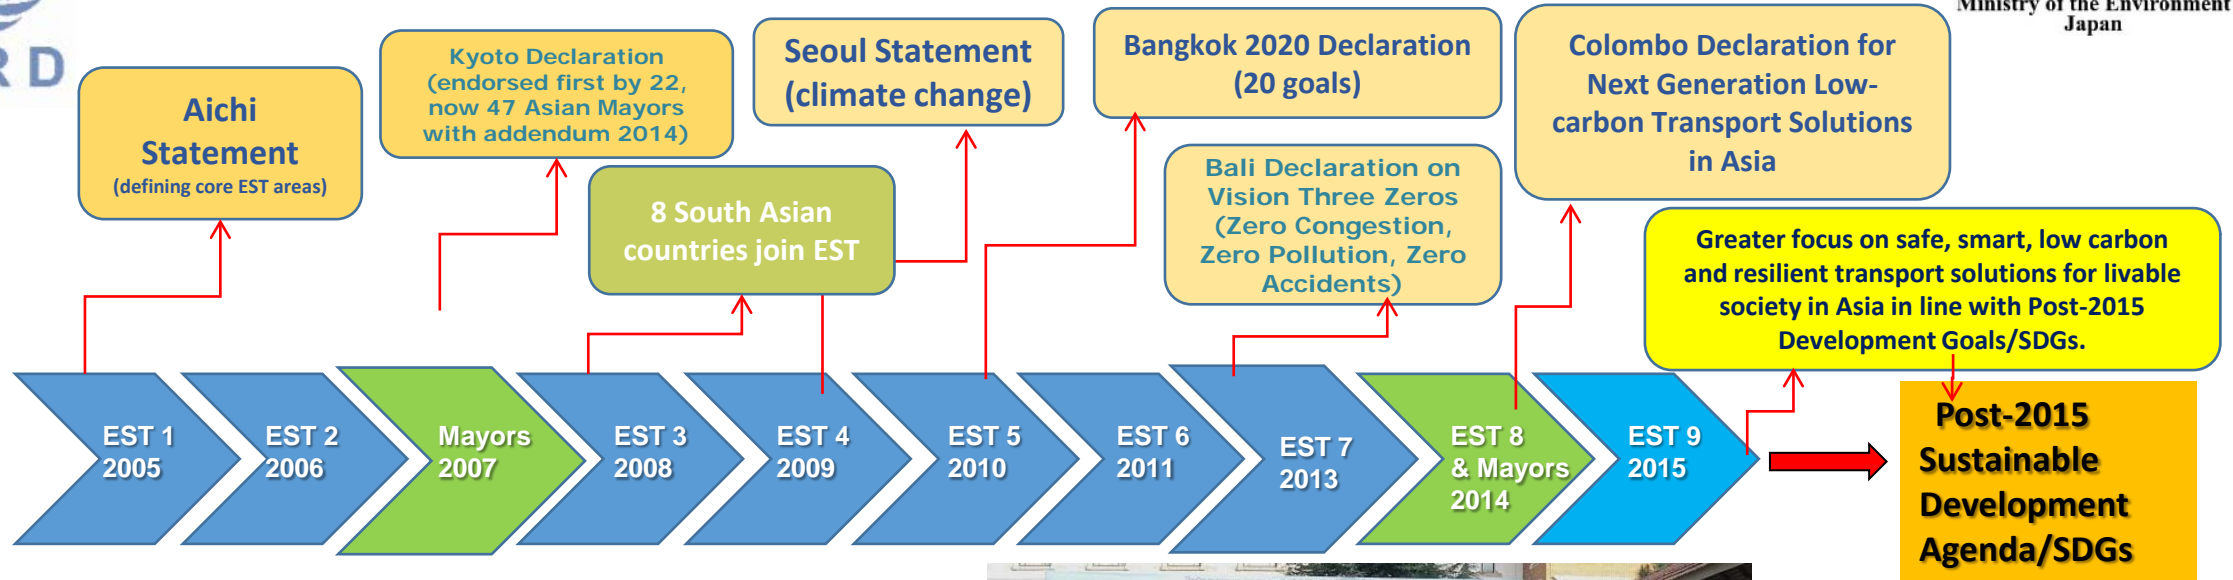 Ministry of the Environment
Japan
R D
Aichi
Statement
(defining core EST areas)
Kyoto Declaration
(endorsed first by 22,
now 47 Asian Mayors
with addendum 2014)
8 South Asian
countries join EST
Seoul Statement
(climate change)
Bangkok 2020 Declaration
(20 goals)
Bali Declaration on
Vision Three Zeros
(Zero Congestion,
Zero Pollution, Zero
Accidents)
Colombo Declaration for
Next Generation Low-
carbon Transport Solutions
in Asia
Greater focus on safe, smart, low carbon
and resilient transport solutions for livable
society in Asia in line with Post-2015
Development Goals/SDGs.
EST 1
2005
EST 2
2006
Mayors
2007
EST 3
2008
EST 4
2009
EST 5
2010
EST 6
2011
EST 7
2013
EST 8
& Mayors
2014
EST 9
2015
Post-2015
Sustainable
Development
Agenda/SDGs